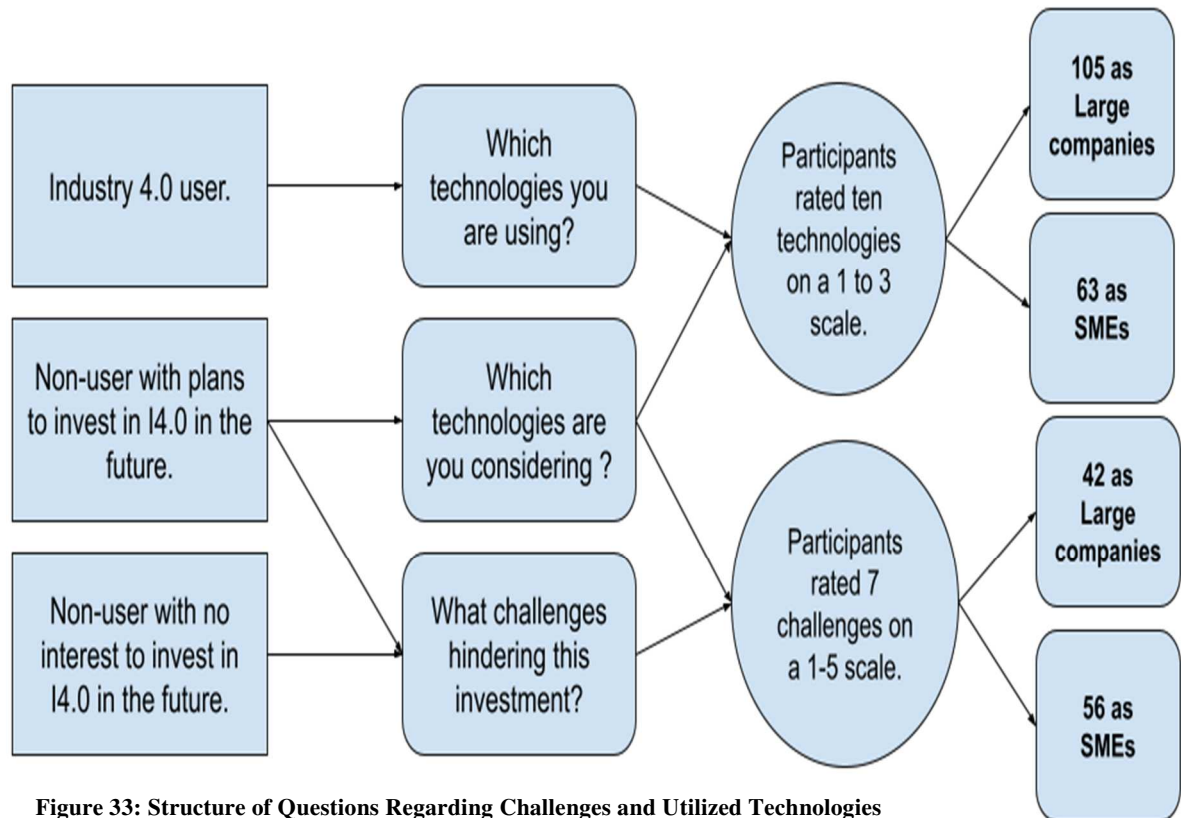 Industry 4.0 user.
Non-user with plans
to invest in I4.0 in the
future.
Non-user with no
interest to invest in
I4.0 in the future.
Which
technologies you
are using?
Which
technologies are
you considering ?
What challenges
hindering this
investment?
Participants
rated ten
technologies
on a 1 to 3
scale.
Participants
rated 7
challenges on
a 1-5 scale.
105 as
Large
companies
63 as
SMEs
42 as
Large
companies
56 as
SMEs
Figure 33: Structure of Questions Regarding Challenges and Utilized Technologies